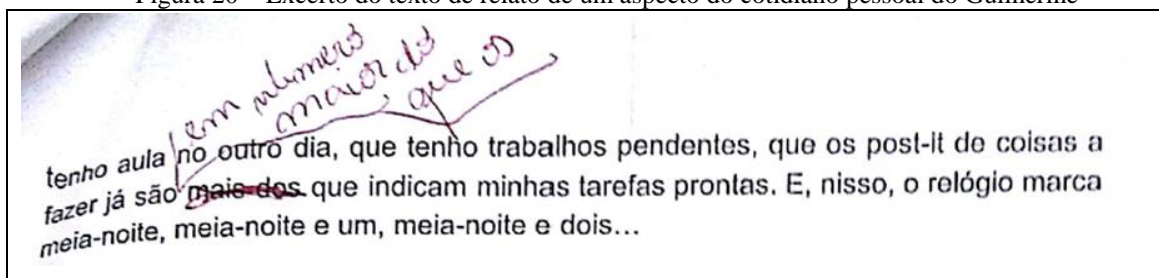 Figura 20 – Excerto do texto de relato de um aspecto do cotidiano pessoal do Guilherme
em número
maior do
que os
tenho aula no outro dia, que tenho trabalhos pendentes, que os post-it de coisas a
fazer já são mais dos que indicam minhas tarefas prontas. E, nisso, o relógio marca
meia-noite, meia-noite e um, meia-noite e dois...